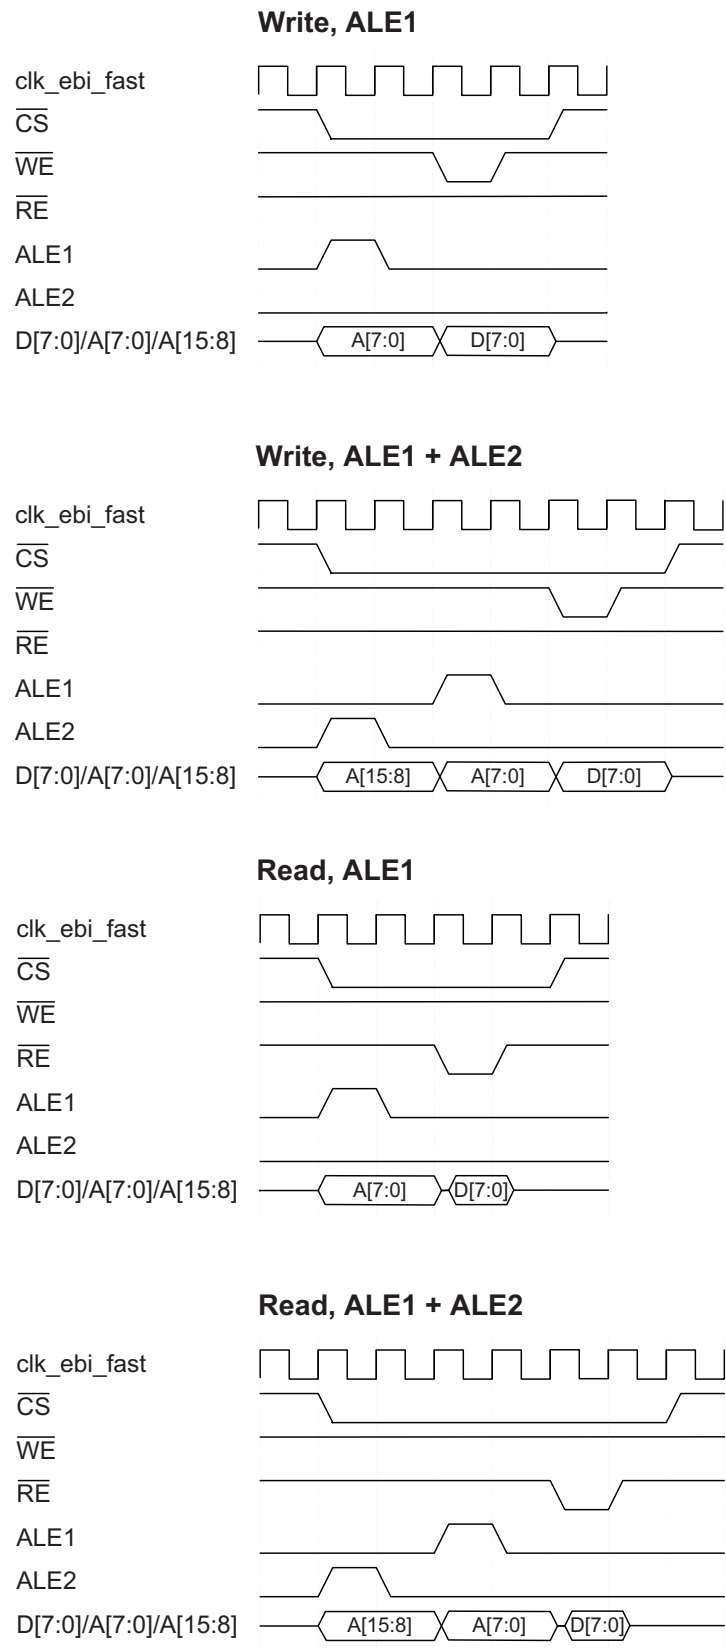 Write, ALE1
clk_ebi_fast
CS
WE
RE
ALE1
ALE2
D[7:0]/A[7:0]/A[15:8] A[7:0] D[7:0]
Write, ALE1 + ALE2
clk_ebi_fast
CS
WE
RE
ALE1
ALE2
D[7:0]/A[7:0]/A[15:8] A[15:8] A[7:0] D[7:0]
Read, ALE1
clk_ebi_fast
CS
WE
RE
ALE1
ALE2
D[7:0]/A[7:0]/A[15:8] A[7:0] D[7:0]
Read, ALE1 + ALE2
clk_ebi_fast
CS
WE
RE
ALE1
ALE2
D[7:0]/A[7:0]/A[15:8] A[15:8] A[7:0] D[7:0]